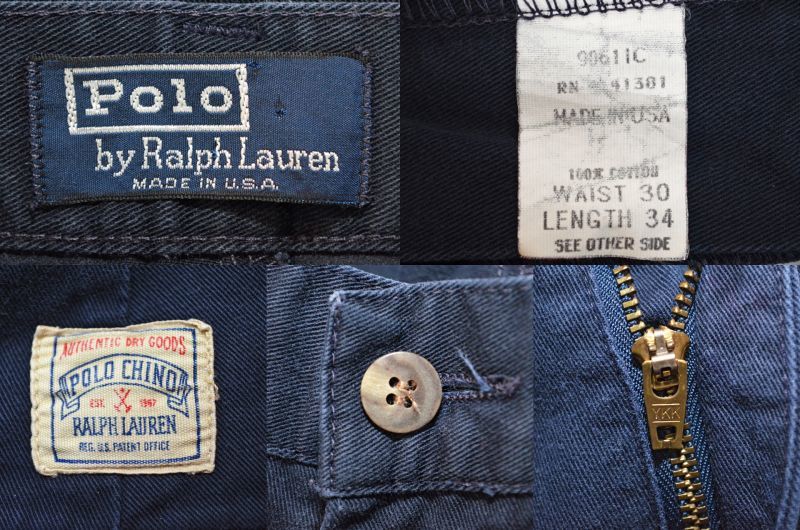 Polo
by Ralph Lauren
MADE IN U.S.A.
90611C
RN 41381
MADE IN USA
100% COTTON
WAIST 30
LENGTH 34
SEE OTHER SIDE
AUTHENTIC DRY GOODS
POLO CHINO
EST. 1967
RALPH LAUREN
REG. U.S. PATENT OFFICE
YKK